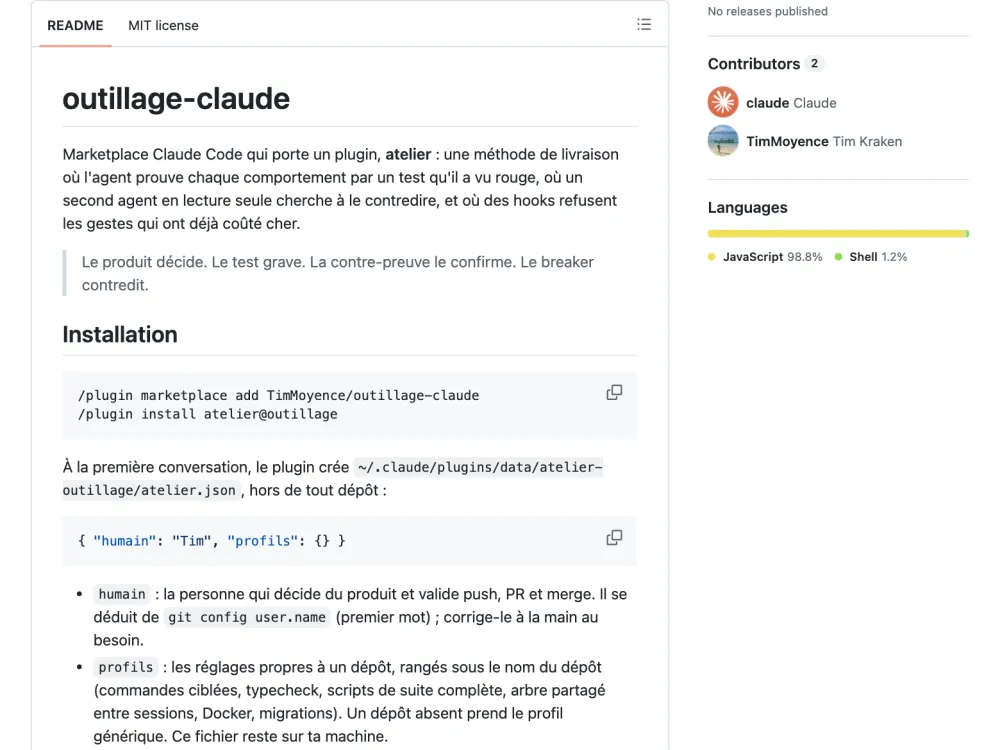 README MIT license
outillage-claude
Marketplace Claude Code qui porte un plugin, atelier : une méthode de livraison
où l'agent prouve chaque comportement par un test qu'il a vu rouge, où un
second agent en lecture seule cherche à le contredire, et où des hooks refusent
les gestes qui ont déjà coûté cher.
Le produit décide. Le test grave. La contre-preuve le confirme. Le breaker
contredit.
Installation
/plugin marketplace add TimMoyence/outillage-claude
/plugin install atelier@outillage
À la première conversation, le plugin crée ~/.claude/plugins/data/atelier-
outillage/atelier.json , hors de tout dépôt :
{ "humain": "Tim", "profils": {} }
humain : la personne qui décide du produit et valide push, PR et merge. Il se
déduit de git config user.name (premier mot) ; corrige-le à la main au
besoin.
profils : les réglages propres à un dépôt, rangés sous le nom du dépôt
(commandes ciblées, typecheck, scripts de suite complète, arbre partagé
entre sessions, Docker, migrations). Un dépôt absent prend le profil
générique. Ce fichier reste sur ta machine.
No releases published
Contributors 2
claude Claude
TimMoyence Tim Kraken
Languages
JavaScript 98.8% Shell 1.2%